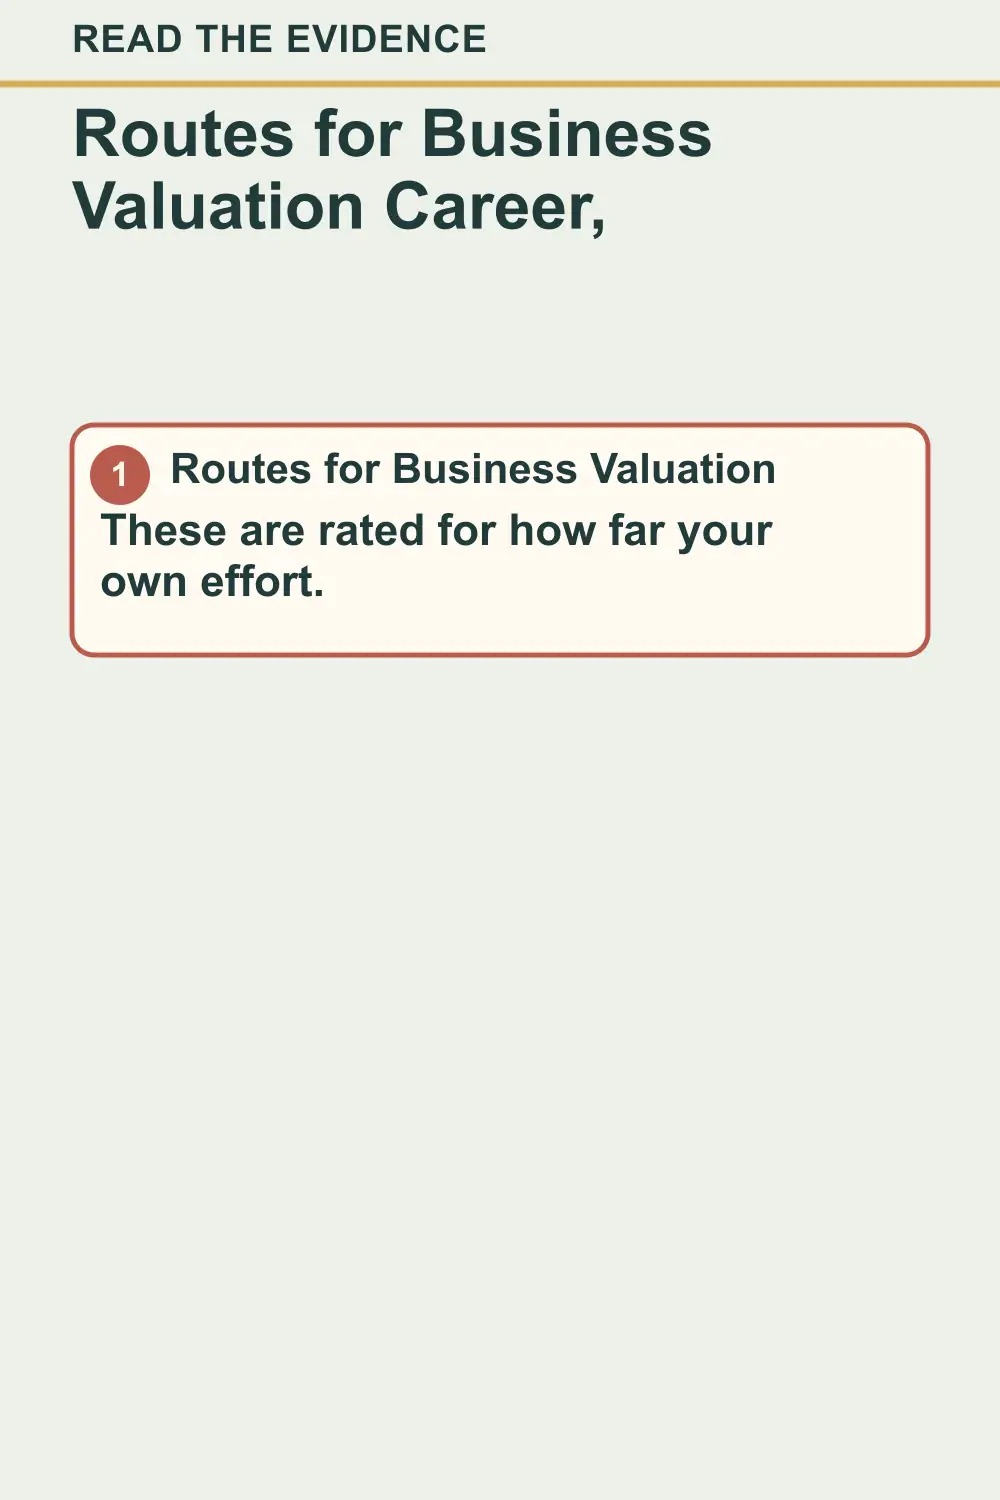 READ THE EVIDENCE
Routes for Business
Valuation Career,
1 Routes for Business Valuation
These are rated for how far your
own effort.